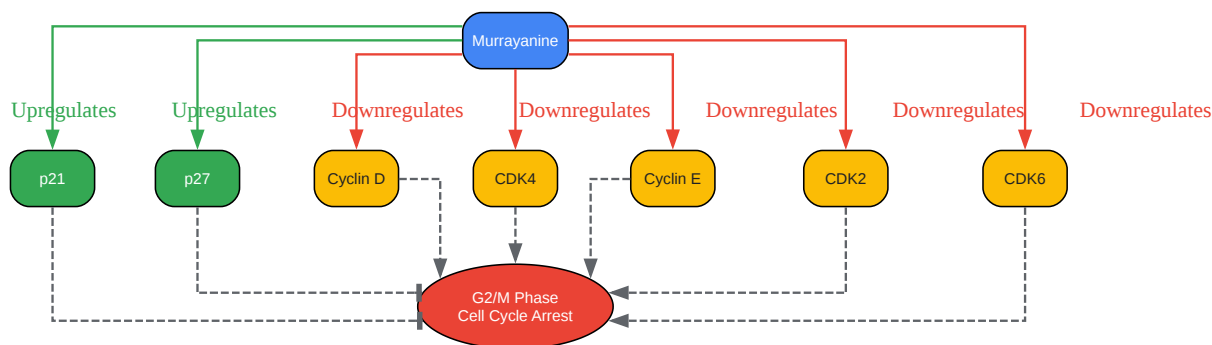 Murrayanine
Upregulates
Upregulates
Downregulates
Downregulates
Downregulates
Downregulates
Downregulates
p21
p27
Cyclin D
CDK4
Cyclin E
CDK2
CDK6
G2/M Phase
Cell Cycle Arrest